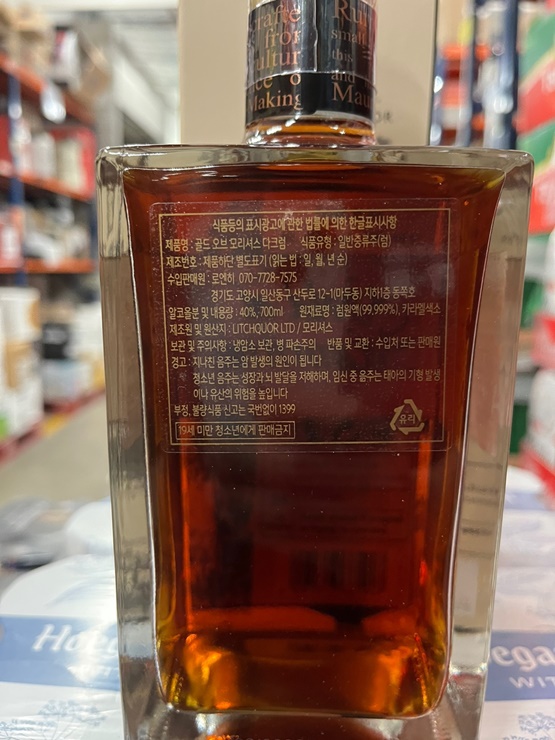 from
Making
Ru
small
this
and
Mau
식품등의 표시광고에 관한 법률에 의한 한글표시사항
제품명 : 골드 오브 모리셔스 다크럼 식품유형 : 일반증류주(럼)
제조번호 : 제품하단 별도표기 (읽는 법 : 일, 월, 년 순)
수입판매원 : 로엔히 070-7728-7575
경기도 고양시 일산동구 산두로 12-1(마두동) 지하1층 동쪽호
알코올분 및 내용량 : 40%, 700ml 원재료명 : 럼원액(99,999%), 카라멜색소
제조원 및 원산지 : LITCHQUOR LTD / 모리셔스
보관 및 주의사항 : 냉암소 보관, 병 파손주의 반품 및 교환 : 수입처 또는 판매원
경고 : 지나친 음주는 암 발생의 원인이 됩니다
청소년 음주는 성장과 뇌 발달을 저해하며, 임신 중 음주는 태아의 기형 발생
이나 유산의 위험을 높입니다
부정, 불량식품 신고는 국번없이 1399
19세 미만 청소년에게 판매금지
유리
WIT